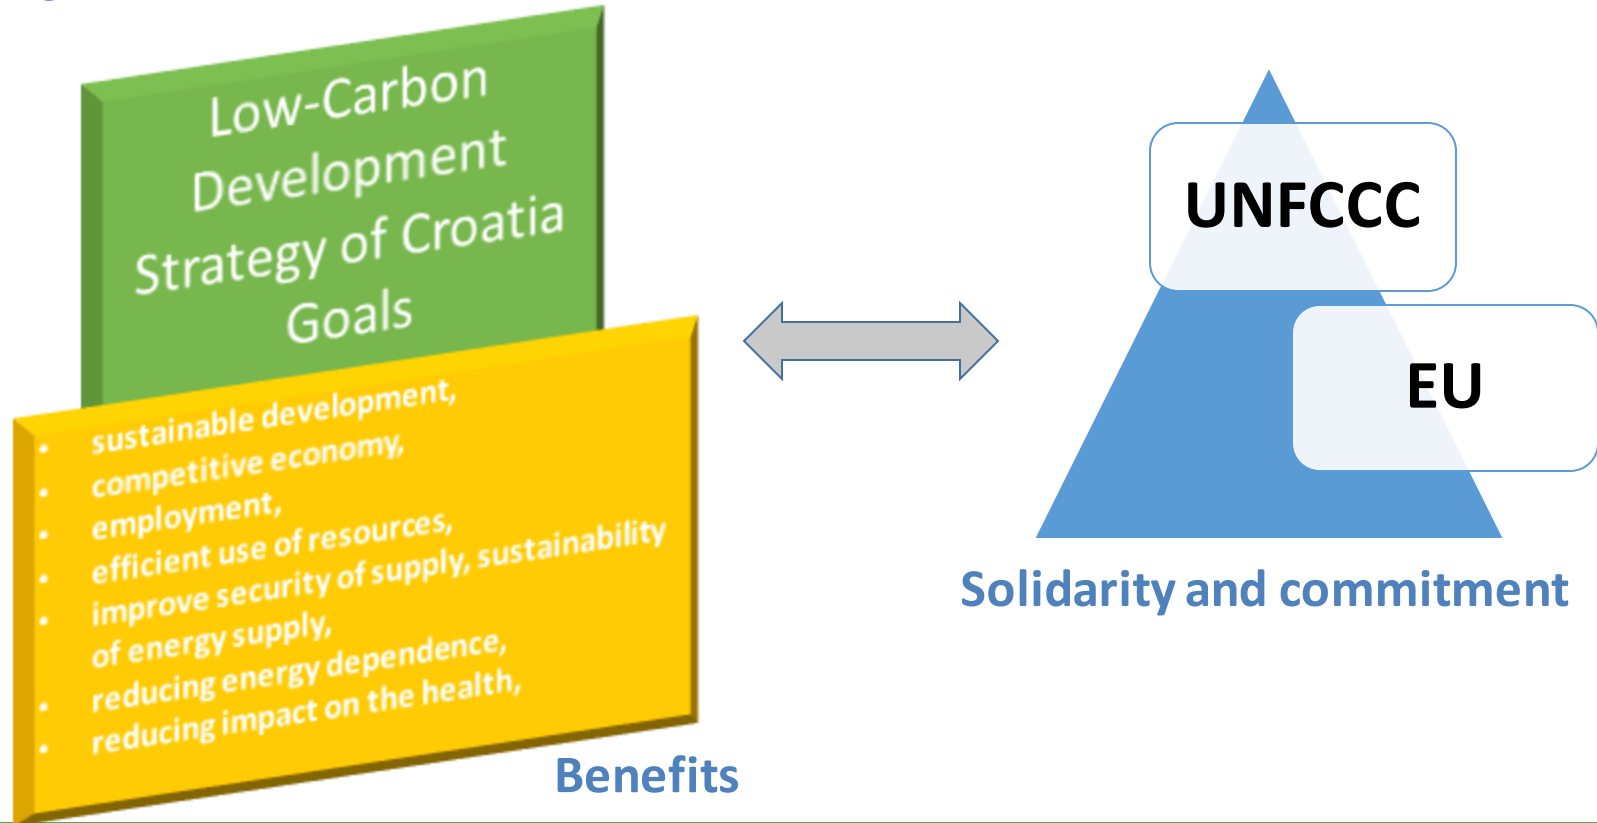 Low-Carbon
Development
Strategy of Croatia
Goals
• sustainable development,
• competitive economy,
• employment,
• efficient use of resources,
• improve security of supply, sustainability
of energy supply,
• reducing energy dependence,
• reducing impact on the health,
Benefits
UNFCCC
EU
Solidarity and commitment